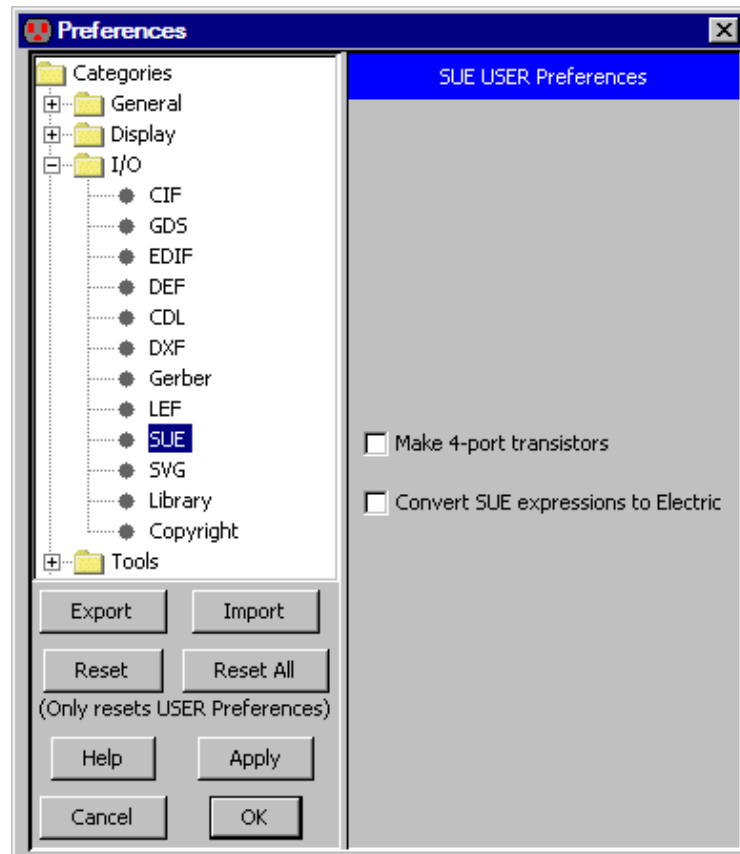 Preferences
Categories
General
Display
I/O
CIF
GDS
EDIF
DEF
CDL
DXF
Gerber
LEF
SUE
SVG
Library
Copyright
Tools
Export Import
Reset Reset All
(Only resets USER Preferences)
Help Apply
Cancel OK
SUE USER Preferences
Make 4-port transistors
Convert SUE expressions to Electric